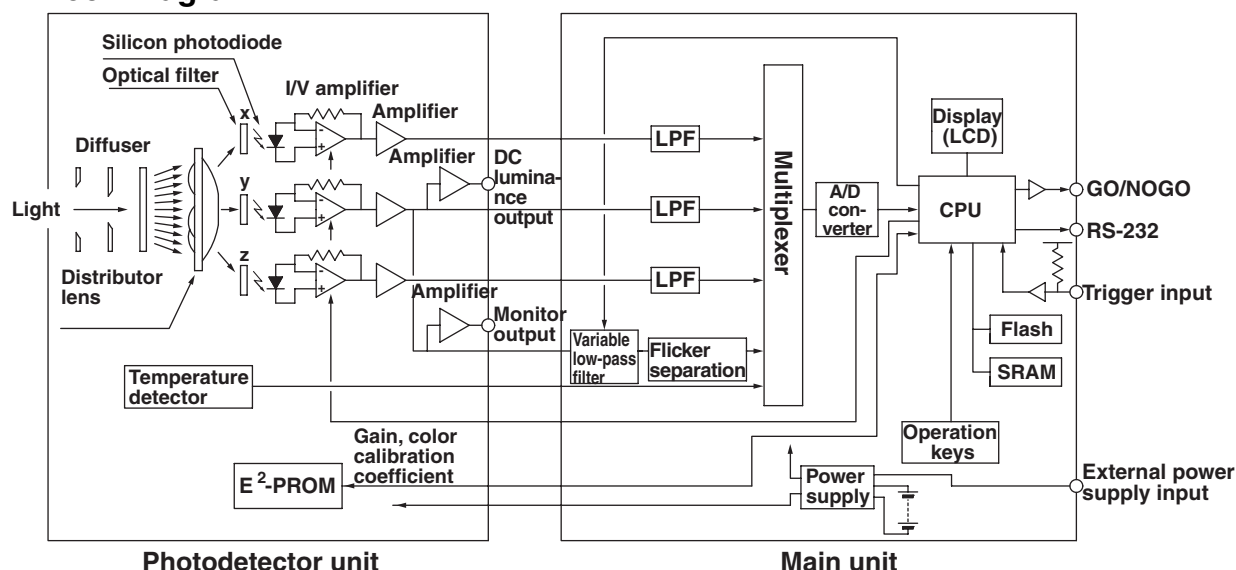 Silicon photodiode
Optical filter
I/V amplifier
x
Amplifier
Diffuser
Amplifier
DC
lumina-
nce
output
y
Light
z
Distributor
lens
Amplifier
Monitor
output
Temperature
detector
Gain, color
calibration
coefficient
E2-PROM
Photodetector unit
LPF
LPF
LPF
Variable
low-pass
filter
Flicker
separation
Multiplexer
A/D
con-
verter
Display
(LCD)
CPU
GO/NOGO
RS-232
Trigger input
Flash
SRAM
Operation
keys
Power
supply
External power
supply input
Main unit